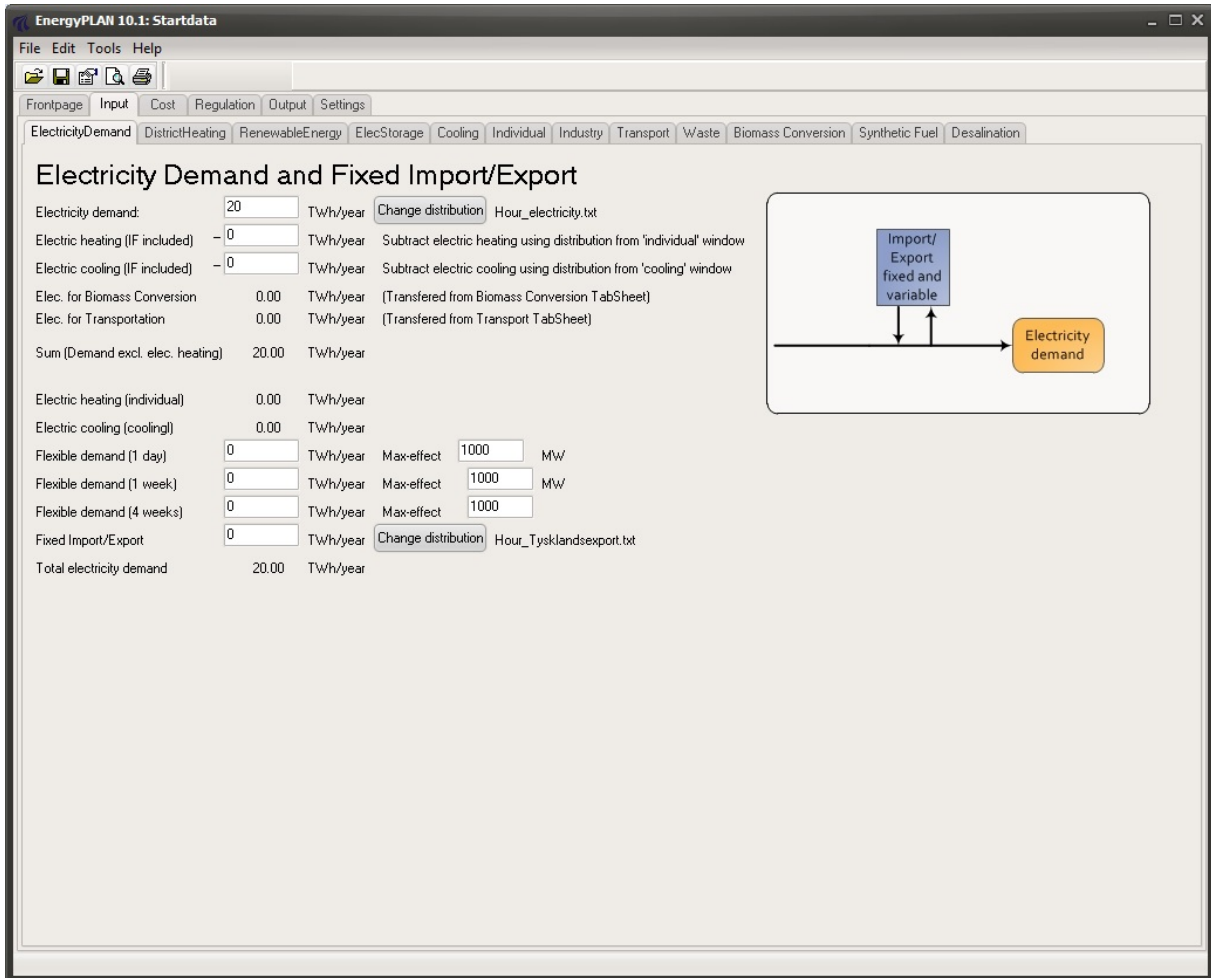 EnergyPLAN 10.1: Startdata
File Edit Tools Help
Frontpage Input Cost Regulation Output Settings
ElectricityDemand DistrictHeating RenewableEnergy ElecStorage Cooling Individual Industry Transport Waste Biomass Conversion Synthetic Fuel Desalination
Electricity Demand and Fixed Import/Export
Electricity demand: 20 TWh/year Change distribution Hour_electricity.txt
Electric heating (IF included) – 0 TWh/year Subtract electric heating using distribution from 'individual' window
Electric cooling (IF included) – 0 TWh/year Subtract electric cooling using distribution from 'cooling' window
Elec. for Biomass Conversion 0.00 TWh/year (Transfered from Biomass Conversion TabSheet)
Elec. for Transportation 0.00 TWh/year (Transfered from Transport TabSheet)
Sum (Demand excl. elec. heating) 20.00 TWh/year
Electric heating (individual) 0.00 TWh/year
Electric cooling (coolingl) 0.00 TWh/year
Flexible demand (1 day) 0 TWh/year Max-effect 1000 MW
Flexible demand (1 week) 0 TWh/year Max-effect 1000 MW
Flexible demand (4 weeks) 0 TWh/year Max-effect 1000
Fixed Import/Export 0 TWh/year Change distribution Hour_Tysklandsexport.txt
Total electricity demand 20.00 TWh/year
Import/
Export
fixed and
variable
Electricity
demand